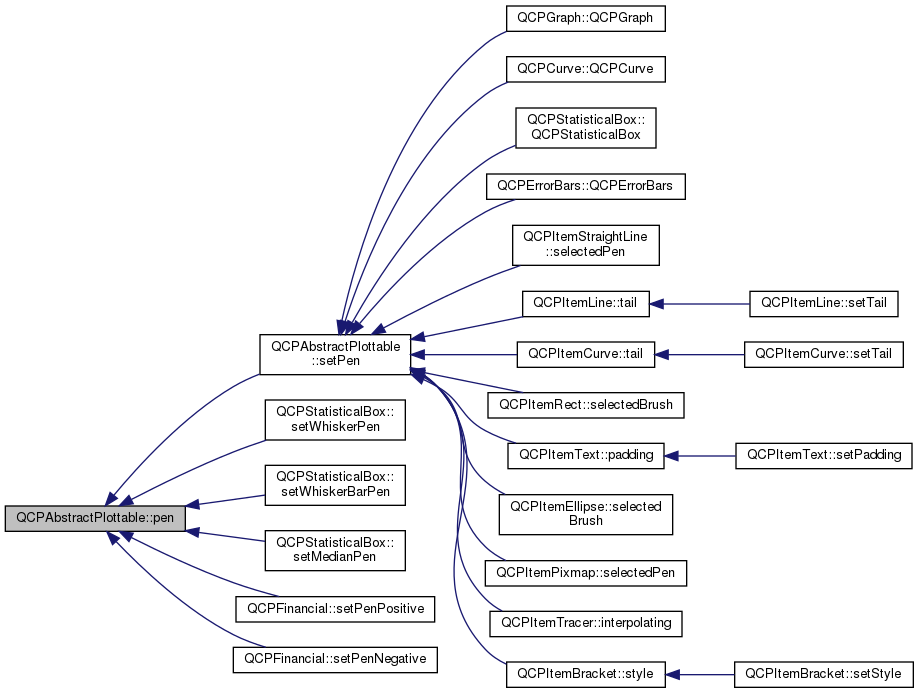 QCPGraph::QCPGraph
QCPCurve::QCPCurve
QCPStatisticalBox::
QCPStatisticalBox
QCPErrorBars::QCPErrorBars
QCPItemStraightLine
::selectedPen
QCPItemLine::tail
QCPItemLine::setTail
QCPAbstractPlottable
::setPen
QCPItemCurve::tail
QCPItemCurve::setTail
QCPItemRect::selectedBrush
QCPStatisticalBox::
setWhiskerPen
QCPItemText::padding
QCPItemText::setPadding
QCPStatisticalBox::
setWhiskerBarPen
QCPItemEllipse::selected
Brush
QCPAbstractPlottable::pen
QCPStatisticalBox::
setMedianPen
QCPItemPixmap::selectedPen
QCPFinancial::setPenPositive
QCPItemTracer::interpolating
QCPFinancial::setPenNegative
QCPItemBracket::style
QCPItemBracket::setStyle